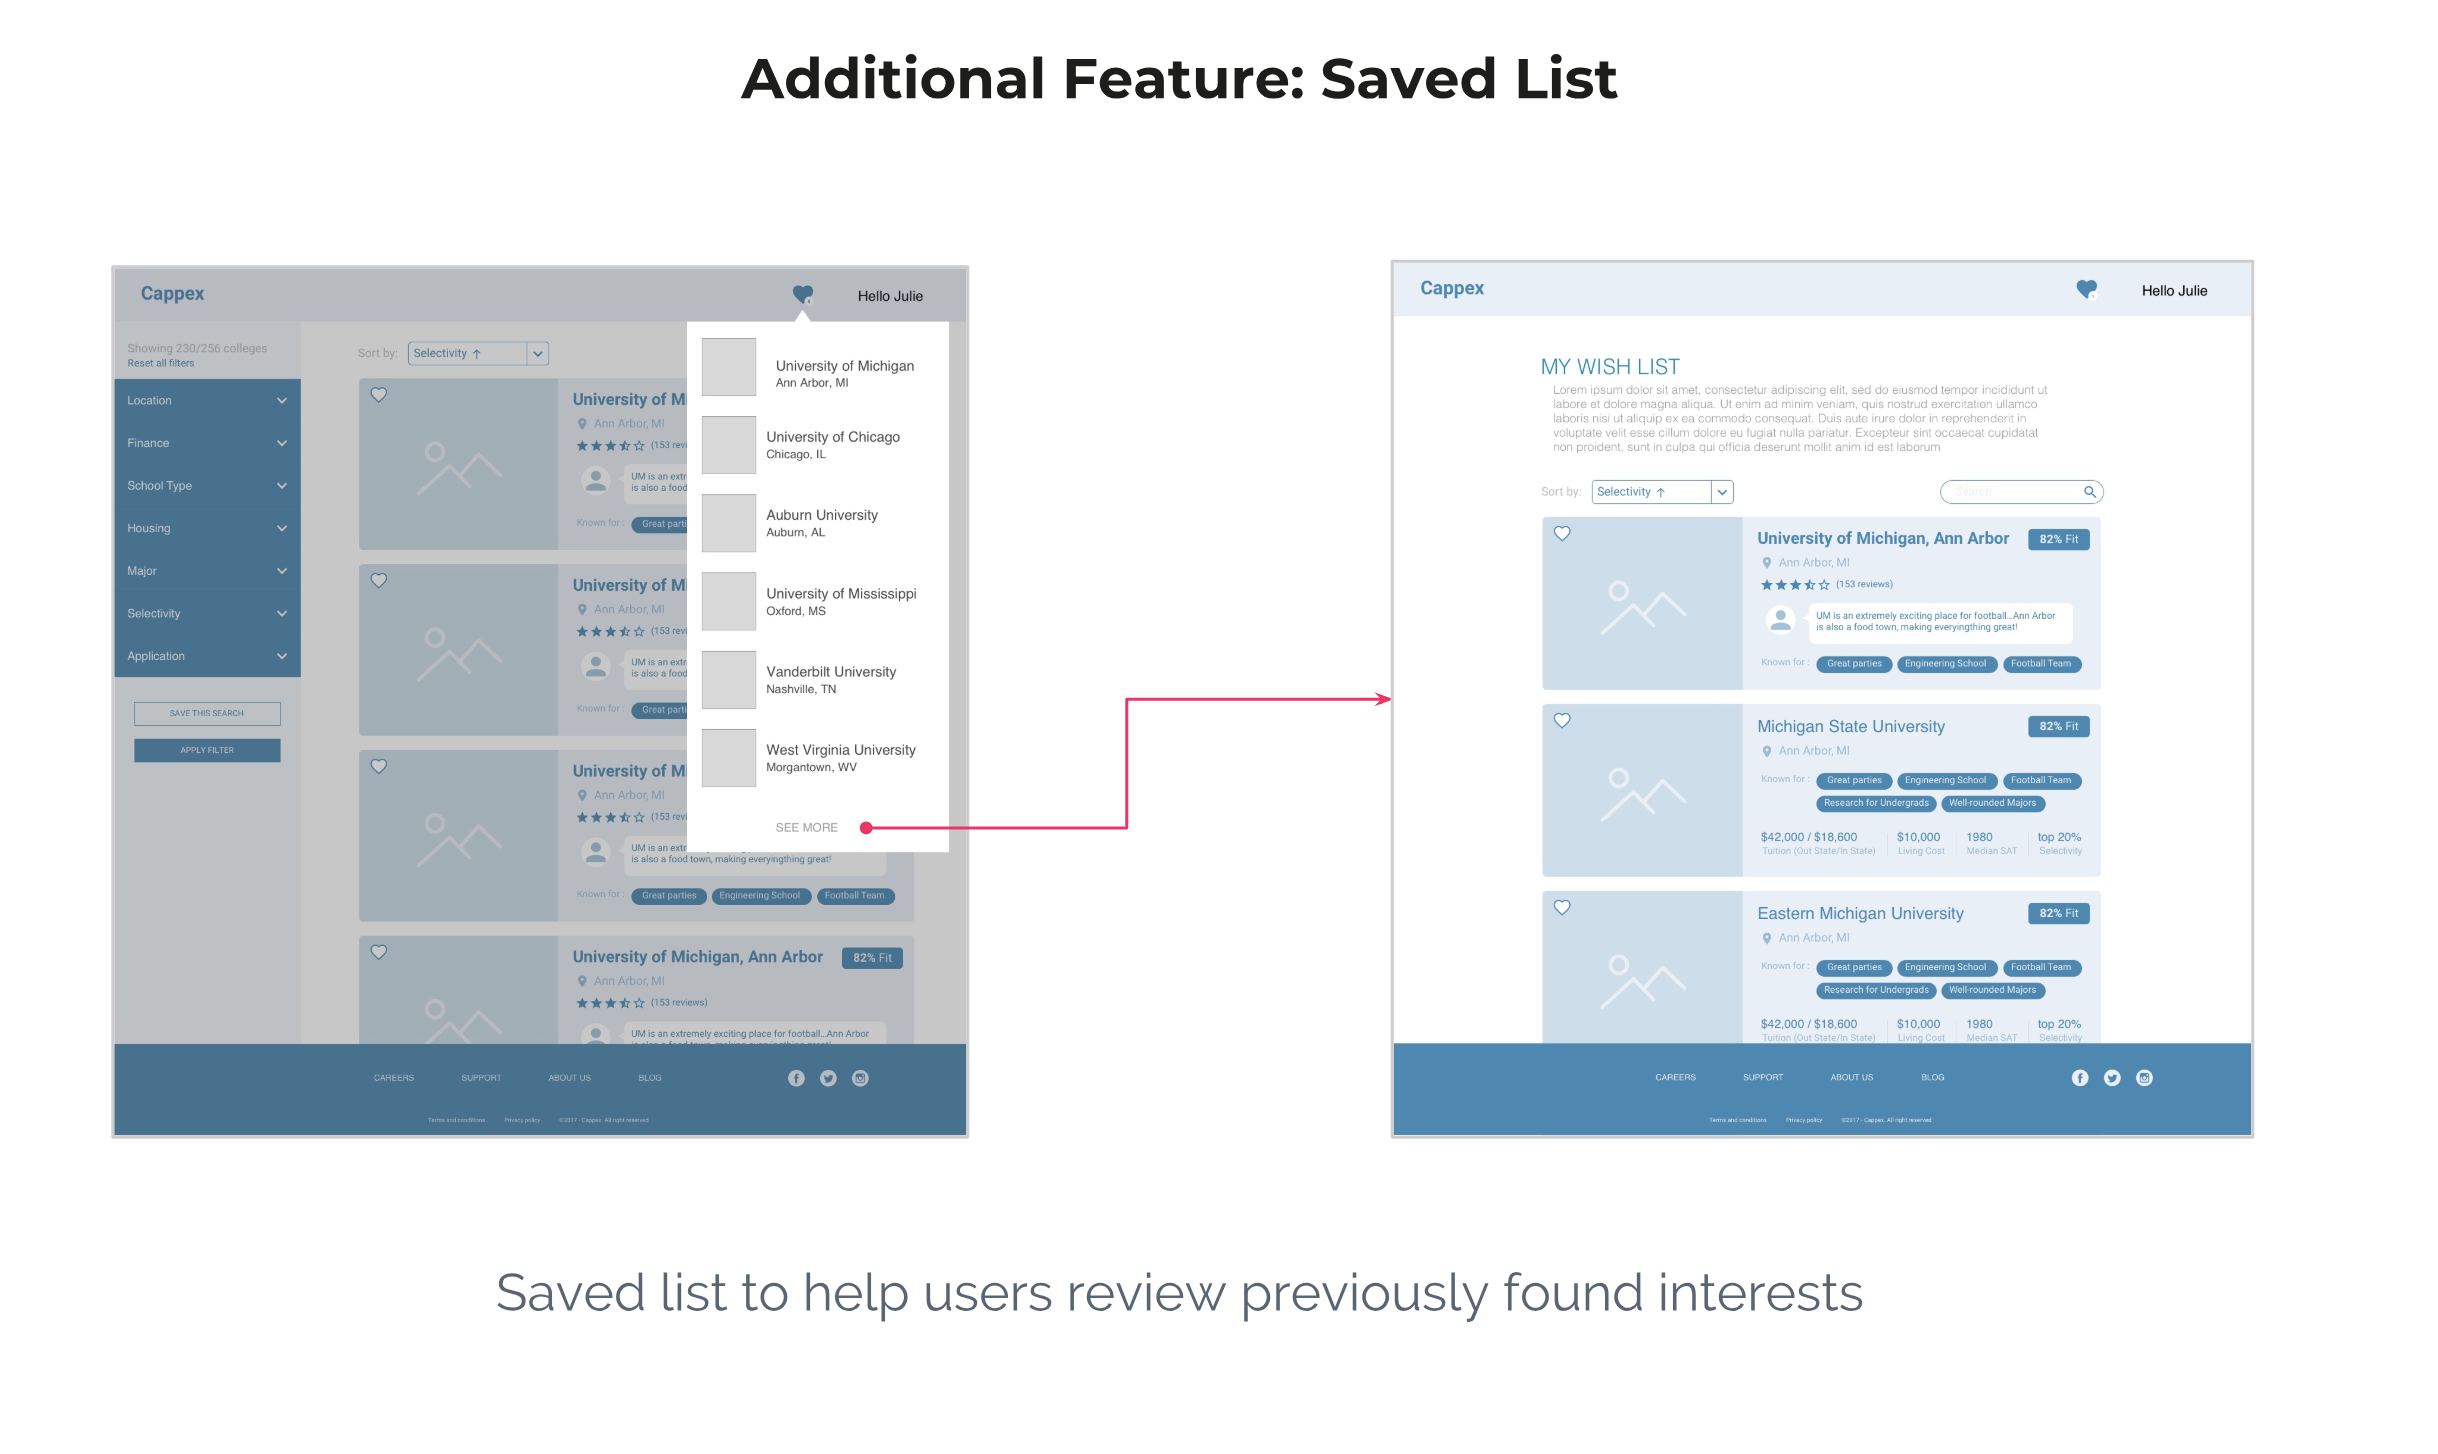 Additional Feature: Saved List
Cappex
Hello Julie
Showing 230/256 colleges
Reset all filters
Location
Finance
School Type
Housing
Major
Selectivity
Application
SAVE THIS SEARCH
APPLY FILTER
Sort by: Selectivity ↑
University of Mi
Ann Arbor, MI
(153 revi
UM is an extr
is also a food
Known for : Great parti
University of Mi
Ann Arbor, MI
(153 revi
UM is an extr
is also a food
Known for : Great parti
University of Mi
Ann Arbor, MI
(153 revi
UM is an extr
is also a food town, making everyingthing great!
Known for : Great parties Engineering School Football Team
University of Michigan, Ann Arbor 82% Fit
Ann Arbor, MI
(153 reviews)
UM is an extremely exciting place for football...Ann Arbor
University of Michigan
Ann Arbor, MI
University of Chicago
Chicago, IL
Auburn University
Auburn, AL
University of Mississippi
Oxford, MS
Vanderbilt University
Nashville, TN
West Virginia University
Morgantown, WV
SEE MORE
CAREERS SUPPORT ABOUT US BLOG
Terms and conditions Privacy policy ©2017 - Cappex. All right reserved
Cappex
Hello Julie
MY WISH LIST
Lorem ipsum dolor sit amet, consectetur adipiscing elit, sed do eiusmod tempor incididunt ut
labore et dolore magna aliqua. Ut enim ad minim veniam, quis nostrud exercitation ullamco
laboris nisi ut aliquip ex ea commodo consequat. Duis aute irure dolor in reprehenderit in
voluptate velit esse cillum dolore eu fugiat nulla pariatur. Excepteur sint occaecat cupidatat
non proident, sunt in culpa qui officia deserunt mollit anim id est laborum
Sort by: Selectivity ↑ Search
University of Michigan, Ann Arbor 82% Fit
Ann Arbor, MI
(153 reviews)
UM is an extremely exciting place for football...Ann Arbor
is also a food town, making everyingthing great!
Known for : Great parties Engineering School Football Team
Michigan State University 82% Fit
Ann Arbor, MI
Known for : Great parties Engineering School Football Team
Research for Undergrads Well-rounded Majors
$42,000 / $18,600 $10,000 1980 top 20%
Tuition (Out State/In State) Living Cost Median SAT Selectivity
Eastern Michigan University 82% Fit
Ann Arbor, MI
Known for : Great parties Engineering School Football Team
Research for Undergrads Well-rounded Majors
$42,000 / $18,600 $10,000 1980 top 20%
Tuition (Out State/In State) Living Cost Median SAT Selectivity
CAREERS SUPPORT ABOUT US BLOG
Terms and conditions Privacy policy ©2017 - Cappex. All right reserved
Saved list to help users review previously found interests